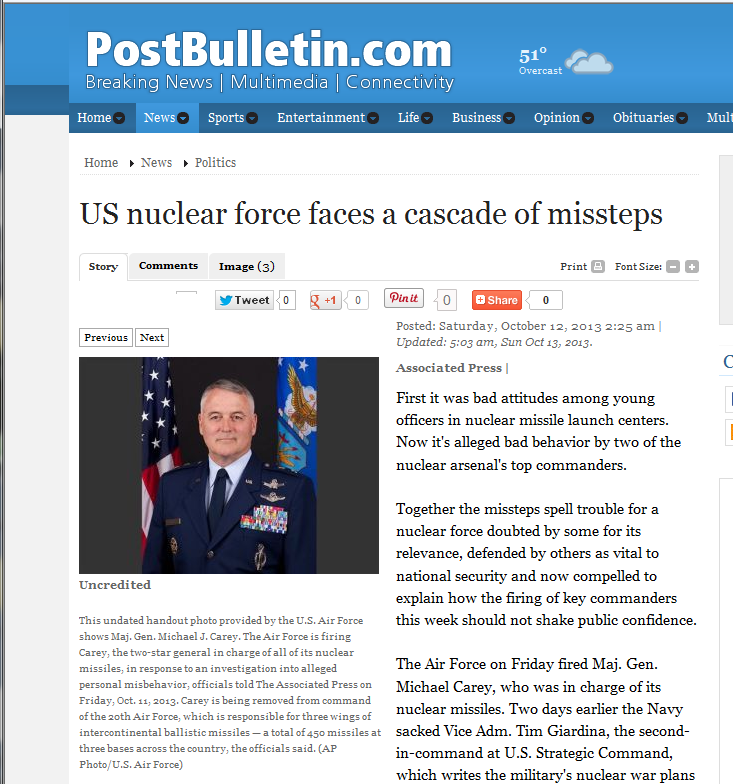 PostBulletin.com
Breaking News | Multimedia | Connectivity
51°
Overcast
Home News Sports Entertainment Life Business Opinion Obituaries Mult
Home News Politics
US nuclear force faces a cascade of missteps
Story Comments Image (3)
Print Font Size:
Tweet 0 +1 0 Pin it 0 Share 0
Previous Next
Uncredited
This undated handout photo provided by the U.S. Air Force
shows Maj. Gen. Michael J. Carey. The Air Force is firing
Carey, the two-star general in charge of all of its nuclear
missiles, in response to an investigation into alleged
personal misbehavior, officials told The Associated Press on
Friday, Oct. 11, 2013. Carey is being removed from command
of the 20th Air Force, which is responsible for three wings of
intercontinental ballistic missiles — a total of 450 missiles at
three bases across the country, the officials said. (AP
Photo/U.S. Air Force)
Posted: Saturday, October 12, 2013 2:25 am |
Updated: 5:03 am, Sun Oct 13, 2013.
Associated Press |
First it was bad attitudes among young
officers in nuclear missile launch centers.
Now it's alleged bad behavior by two of the
nuclear arsenal's top commanders.
Together the missteps spell trouble for a
nuclear force doubted by some for its
relevance, defended by others as vital to
national security and now compelled to
explain how the firing of key commanders
this week should not shake public confidence.
The Air Force on Friday fired Maj. Gen.
Michael Carey, who was in charge of its
nuclear missiles. Two days earlier the Navy
sacked Vice Adm. Tim Giardina, the second-
in-command at U.S. Strategic Command,
which writes the military's nuclear war plans